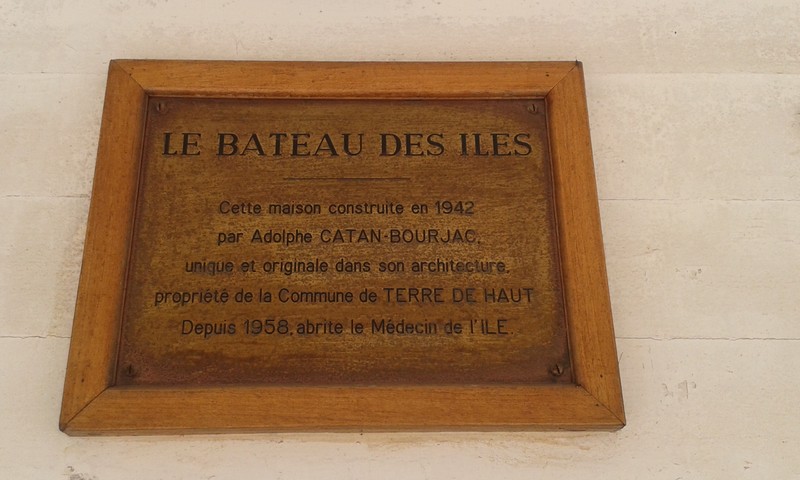 LE BATEAU DES ILES
Cette maison construite en 1942
par Adolphe CATAN-BOURJAC,
unique et originale dans son architecture,
propriété de la Commune de TERRE DE HAUT
Depuis 1958, abrite le Médecin de l'ILE.